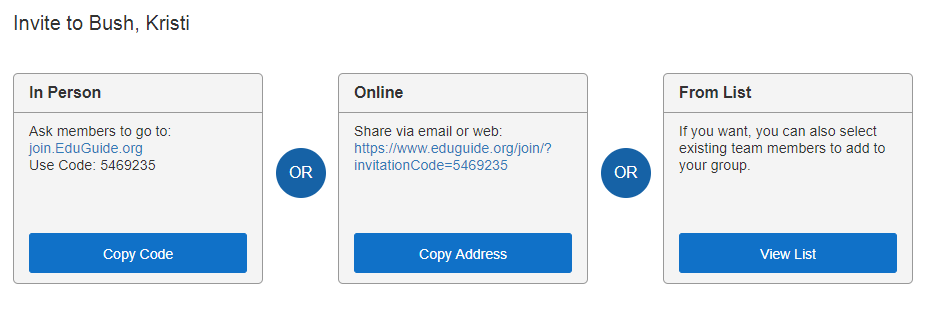 Invite to Bush, Kristi
In Person
Ask members to go to:
join.EduGuide.org
Use Code: 5469235
Copy Code
OR
Online
Share via email or web:
https://www.eduguide.org/join/?
invitationCode=5469235
Copy Address
OR
From List
If you want, you can also select
existing team members to add to
your group.
View List